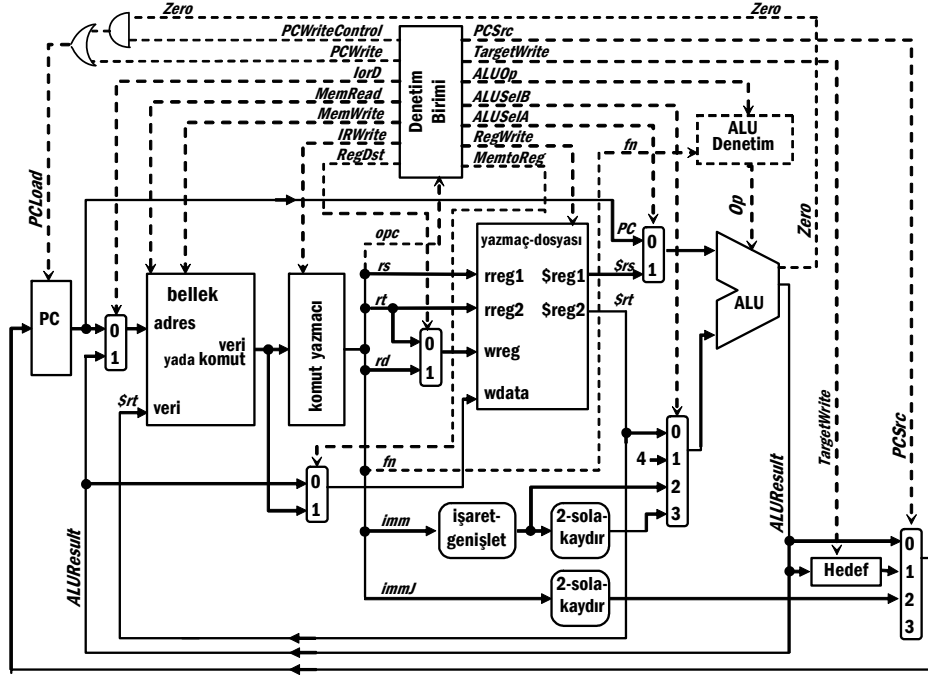 Zero
Zero
PCWriteControl
PCWrite
IorD
MemRead
MemWrite
IRWrite
RegDst
Denetim
Birimi
PCSrc
TargetWrite
ALUOp
ALUSelB
ALUSelA
RegWrite
MemtoReg
fn
ALU
Denetim
PCLoad
Op
Zero
opc
PC
0
1
yazmaç-dosyası
rs
rreg1
$reg1
$rs
rt
rreg2
$reg2
$rt
ALU
PC
0
1
bellek
adres
veri
yada komut
veri
$rt
komut yazmacı
rd
0
1
wreg
wdata
fn
0
1
4
0
1
2
3
TargetWrite
PCSrc
ALUResult
ALUResult
imm
işaret-
genişlet
2-sola-
kaydır
immJ
2-sola-
kaydır
Hedef
0
1
2
3